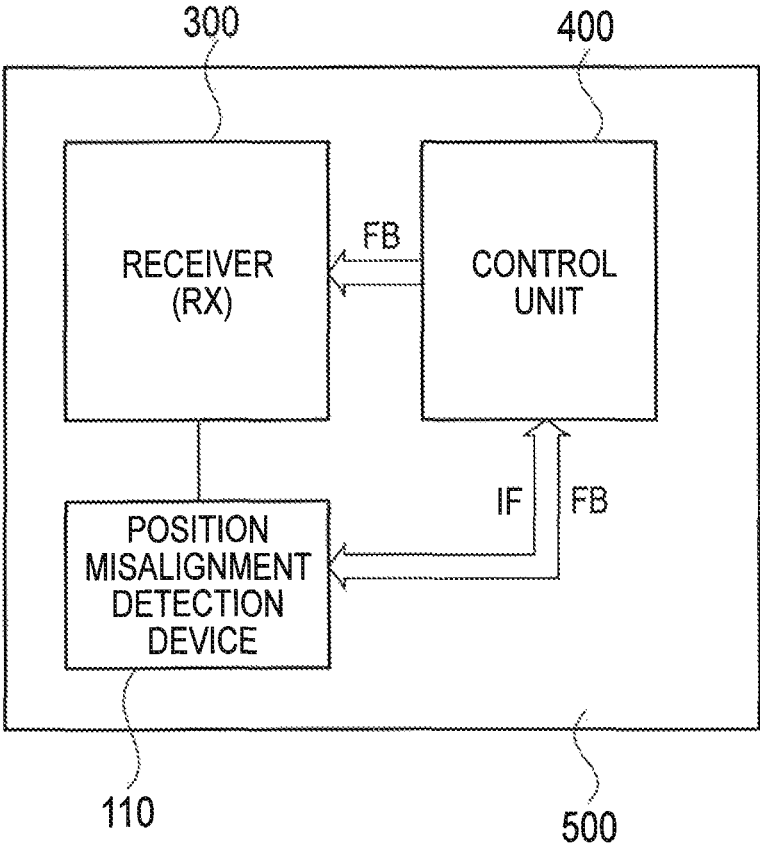 300
400
RECEIVER
(RX)
FB
CONTROL
UNIT
IF
FB
POSITION
MISALIGNMENT
DETECTION
DEVICE
110
500